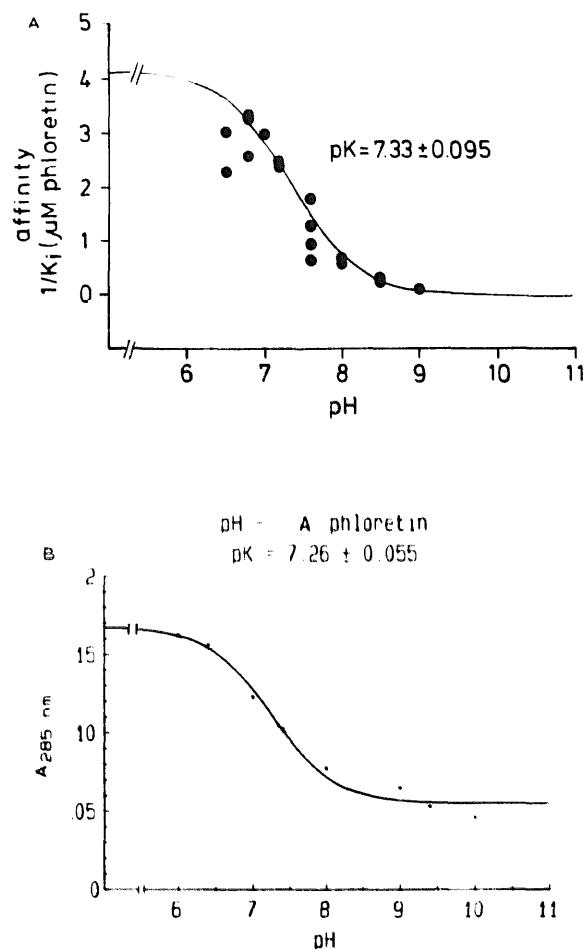 A
affinity
1/Ki (μM phloretin)
5
4
3
2
1
0
pK = 7.33 ± 0.095
6 7 8 9 10 11
pH
pH - A phloretin
B pK = 7.26 ± 0.055
A285 nm
2
15
10
.05
0
6 7 8 9 10 11
pH